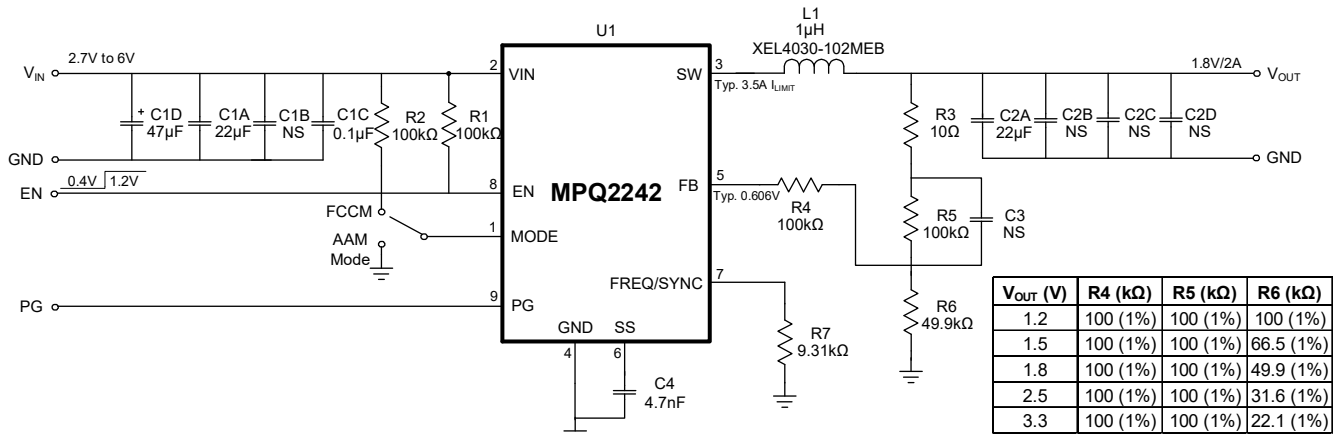 L1
1µH
XEL4030-102MEB
U1
2.7V to 6V
VIN
2
VIN
SW
3
Typ. 3.5A ILIMIT
1.8V/2A
VOUT
+ C1D
47µF
C1A
22µF
C1B
NS
C1C
0.1µF
R2
100kΩ
R1
100kΩ
R3
10Ω
C2A
22µF
C2B
NS
C2C
NS
C2D
NS
GND
GND
EN
0.4V 1.2V
8
EN
MPQ2242
FB
5
Typ. 0.606V
R4
100kΩ
R5
100kΩ
C3
NS
FCCM
AAM
Mode
1
MODE
FREQ/SYNC
7
PG
9
PG
R7
9.31kΩ
R6
49.9kΩ
GND
SS
4
6
C4
4.7nF
VOUT (V) R4 (kΩ) R5 (kΩ) R6 (kΩ)
1.2 100 (1%) 100 (1%) 100 (1%)
1.5 100 (1%) 100 (1%) 66.5 (1%)
1.8 100 (1%) 100 (1%) 49.9 (1%)
2.5 100 (1%) 100 (1%) 31.6 (1%)
3.3 100 (1%) 100 (1%) 22.1 (1%)